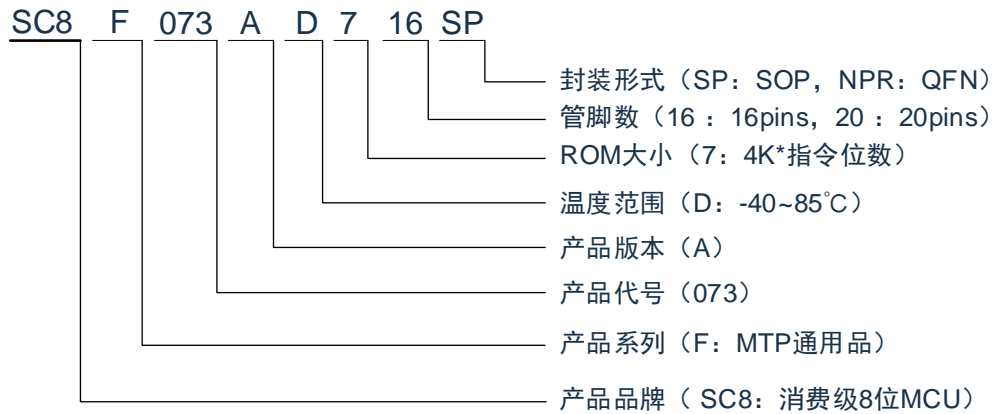 SC8 F 073 A D 7 16 SP
封装形式（SP：SOP，NPR：QFN）
管脚数（16 ：16pins，20 ：20pins）
ROM大小（7：4K*指令位数）
温度范围（D：-40~85℃）
产品版本（A）
产品代号（073）
产品系列（F：MTP通用品）
产品品牌（ SC8：消费级8位MCU）